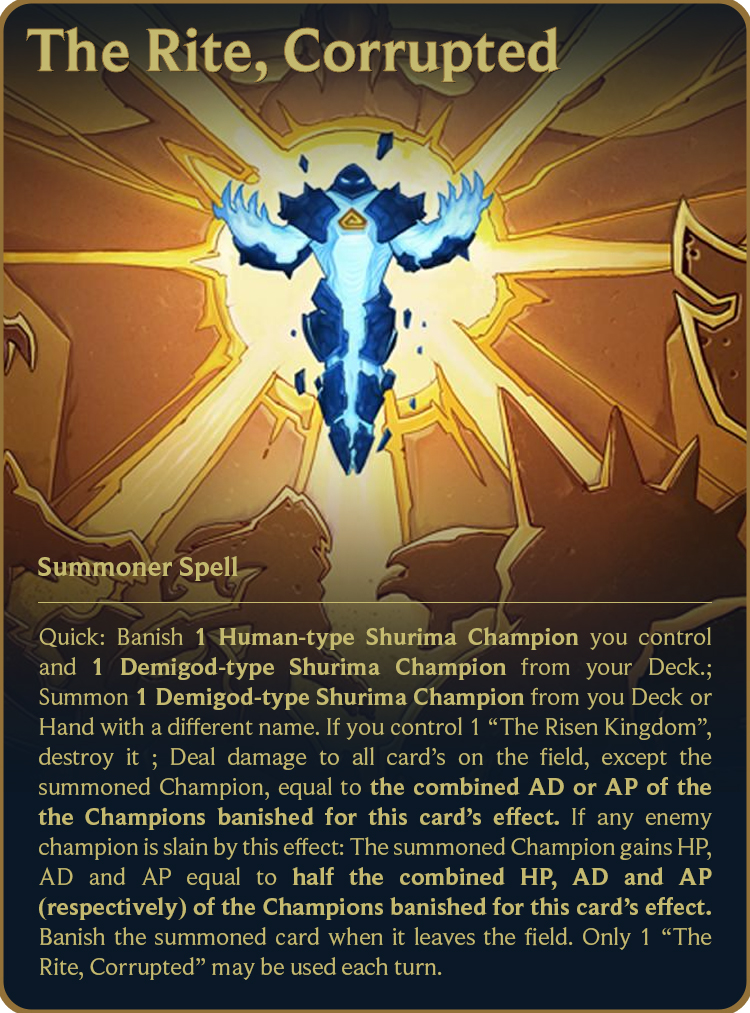 The Rite, Corrupted
Summoner Spell
Quick: Banish 1 Human-type Shurima Champion you control
and 1 Demigod-type Shurima Champion from your Deck.;
Summon 1 Demigod-type Shurima Champion from you Deck or
Hand with a different name. If you control 1 “The Risen Kingdom”,
destroy it ; Deal damage to all card’s on the field, except the
summoned Champion, equal to the combined AD or AP of the
the Champions banished for this card’s effect. If any enemy
champion is slain by this effect: The summoned Champion gains HP,
AD and AP equal to half the combined HP, AD and AP
(respectively) of the Champions banished for this card’s effect.
Banish the summoned card when it leaves the field. Only 1 “The
Rite, Corrupted” may be used each turn.